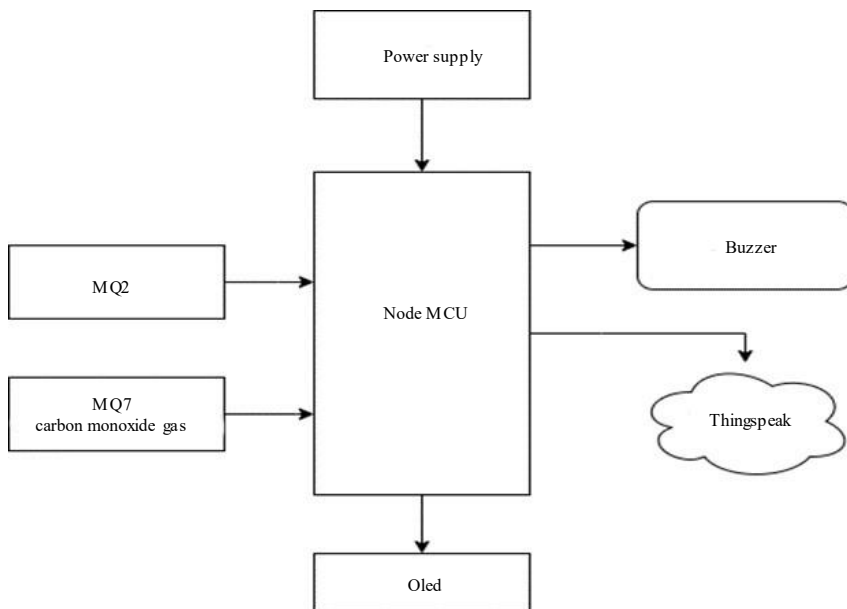 Power supply
MQ2
Node MCU
Buzzer
MQ7
carbon monoxide gas
Thingspeak
Oled